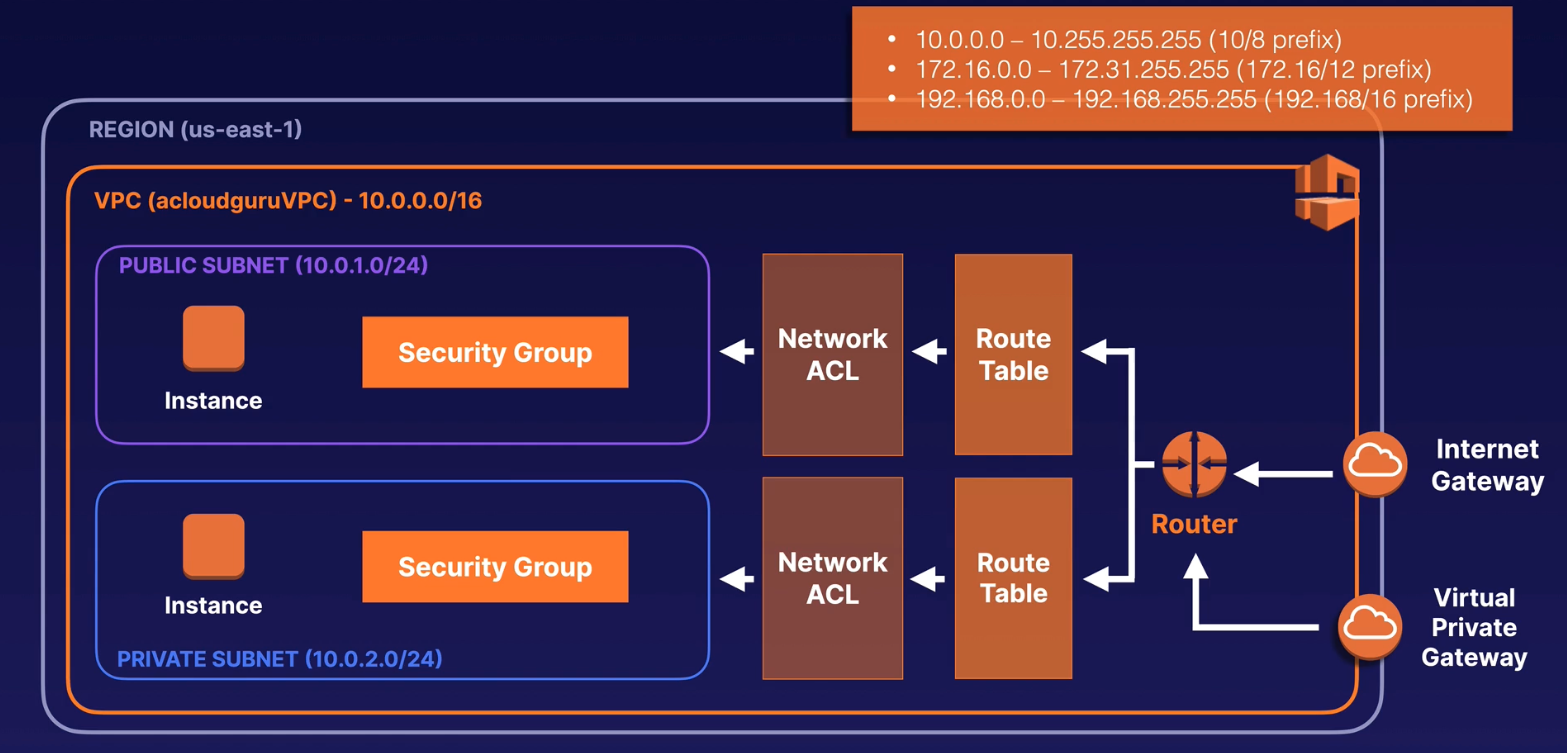 • 10.0.0.0 – 10.255.255.255 (10/8 prefix)
• 172.16.0.0 – 172.31.255.255 (172.16/12 prefix)
• 192.168.0.0 – 192.168.255.255 (192.168/16 prefix)
REGION (us-east-1)
VPC (acloudguruVPC) - 10.0.0.0/16
PUBLIC SUBNET (10.0.1.0/24)
Instance
Security Group
Network
ACL
Route
Table
Instance
Security Group
PRIVATE SUBNET (10.0.2.0/24)
Network
ACL
Route
Table
Router
Internet
Gateway
Virtual
Private
Gateway